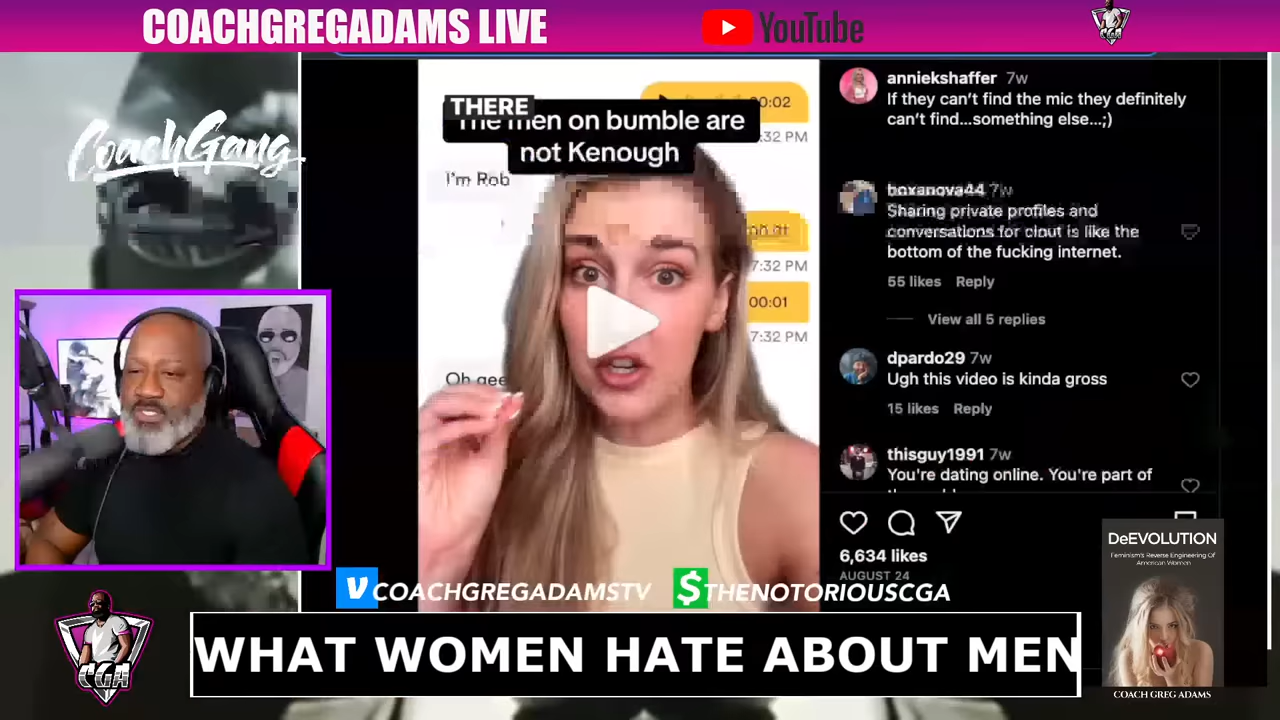 COACHGREGADAMS LIVE
YouTube
CGA
CoachGang
THERE
The men on bumble are
not Kenough
00:02
7:32 PM
I'm Rob
7:32 PM
00:01
7:32 PM
Oh gee
anniekshaffer 7w
If they can't find the mic they definitely
can't find...something else...;)
boxanova44 7w
Sharing private profiles and
conversations for clout is like the
bottom of the fucking internet.
55 likes Reply
View all 5 replies
dpardo29 7w
Ugh this video is kinda gross
15 likes Reply
thisguy1991 7w
You're dating online. You're part of
6,634 likes
AUGUST 24
COACHGREGADAMSTV
$THENOTORIOUSCGA
CGA
WHAT WOMEN HATE ABOUT MEN
DeEVOLUTION
Feminism's Reverse Engineering Of
American Women
COACH GREG ADAMS